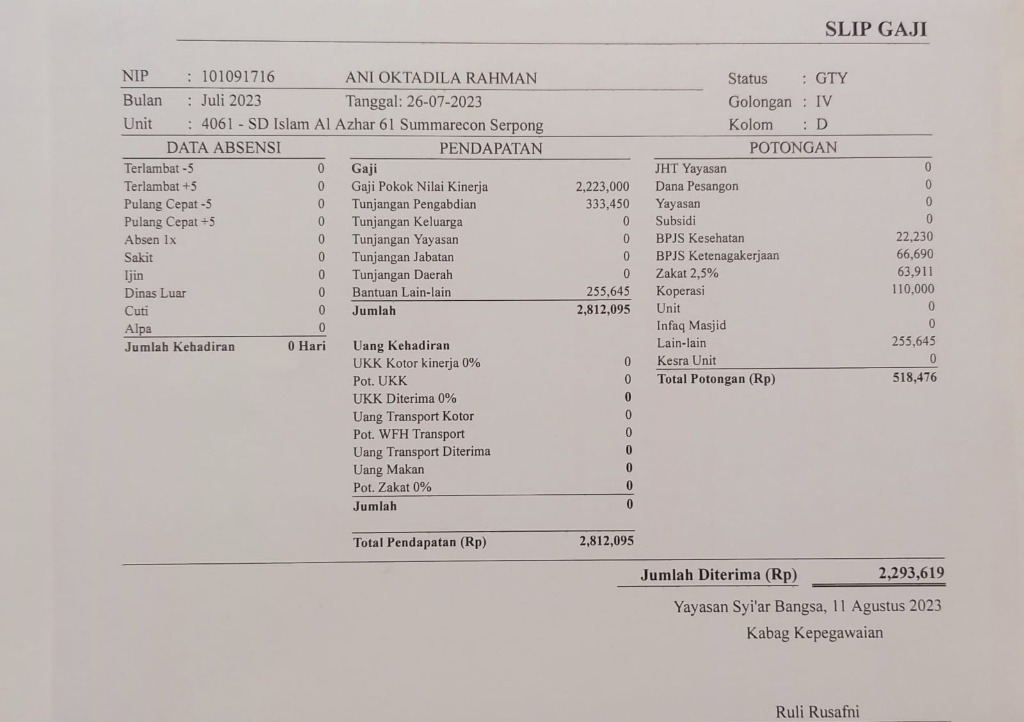 SLIP GAJI
NIP : 101091716 ANI OKTADILA RAHMAN Status : GTY
Bulan : Juli 2023 Tanggal: 26-07-2023 Golongan : IV
Unit : 4061 - SD Islam Al Azhar 61 Summarecon Serpong Kolom : D
DATA ABSENSI
Terlambat -5 0
Terlambat +5 0
Pulang Cepat -5 0
Pulang Cepat +5 0
Absen 1x 0
Sakit 0
Ijin 0
Dinas Luar 0
Cuti 0
Alpa 0
Jumlah Kehadiran 0 Hari
PENDAPATAN
Gaji
Gaji Pokok Nilai Kinerja 2,223,000
Tunjangan Pengabdian 333,450
Tunjangan Keluarga 0
Tunjangan Yayasan 0
Tunjangan Jabatan 0
Tunjangan Daerah 0
Bantuan Lain-lain 255,645
Jumlah 2,812,095
Uang Kehadiran
UKK Kotor kinerja 0% 0
Pot. UKK 0
UKK Diterima 0% 0
Uang Transport Kotor 0
Pot. WFH Transport 0
Uang Transport Diterima 0
Uang Makan 0
Pot. Zakat 0% 0
Jumlah 0
Total Pendapatan (Rp) 2,812,095
POTONGAN
JHT Yayasan 0
Dana Pesangon 0
Yayasan 0
Subsidi 0
BPJS Kesehatan 22,230
BPJS Ketenagakerjaan 66,690
Zakat 2,5% 63,911
Koperasi 110,000
Unit 0
Infaq Masjid 0
Lain-lain 255,645
Kesra Unit 0
Total Potongan (Rp) 518,476
Jumlah Diterima (Rp) 2,293,619
Yayasan Syi'ar Bangsa, 11 Agustus 2023
Kabag Kepegawaian
Ruli Rusafni